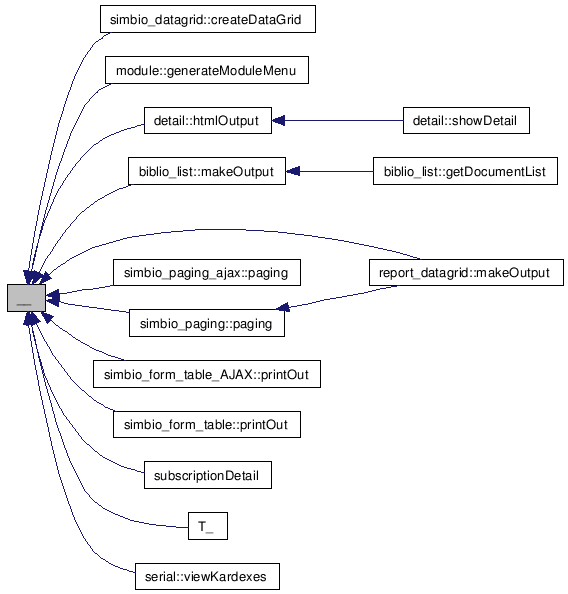 simbio_datagrid::createDataGrid
module::generateModuleMenu
detail::htmlOutput
detail::showDetail
biblio_list::makeOutput
biblio_list::getDocumentList
simbio_paging_ajax::paging
report_datagrid::makeOutput
__
simbio_paging::paging
simbio_form_table_AJAX::printOut
simbio_form_table::printOut
subscriptionDetail
T_
serial::viewKardexes